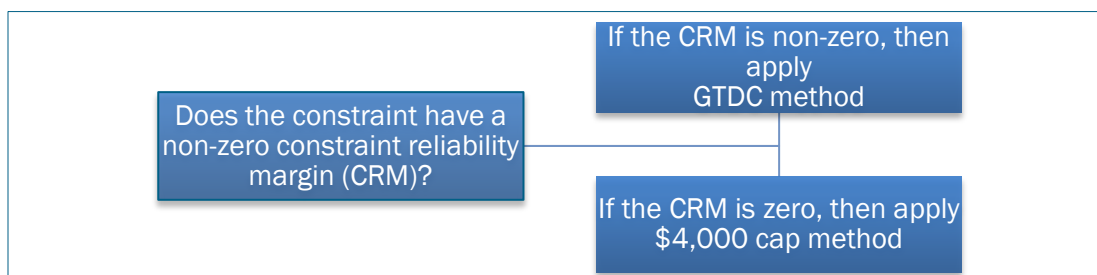 Does the constraint have a
non-zero constraint reliability
margin (CRM)?
If the CRM is non-zero, then
apply
GTDC method
If the CRM is zero, then apply
$4,000 cap method